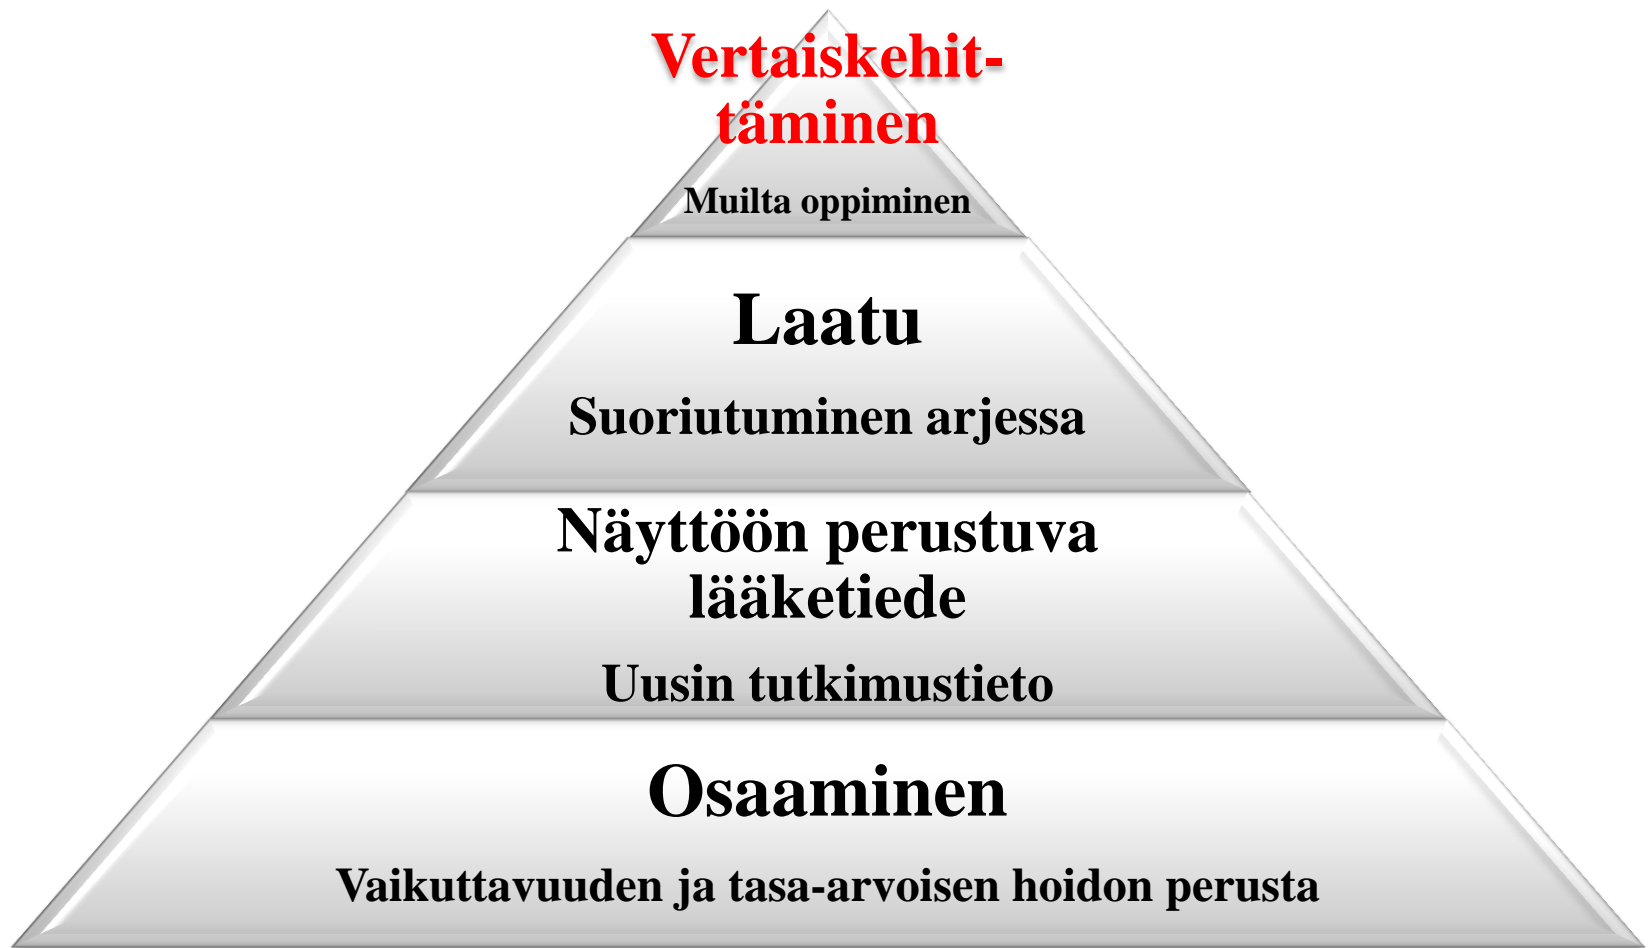 Vertaiskehit-
täminen
Muilta oppiminen
Laatu
Suoriutuminen arjessa
Näyttöön perustuva
lääketiede
Uusin tutkimustieto
Osaaminen
Vaikuttavuuden ja tasa-arvoisen hoidon perusta